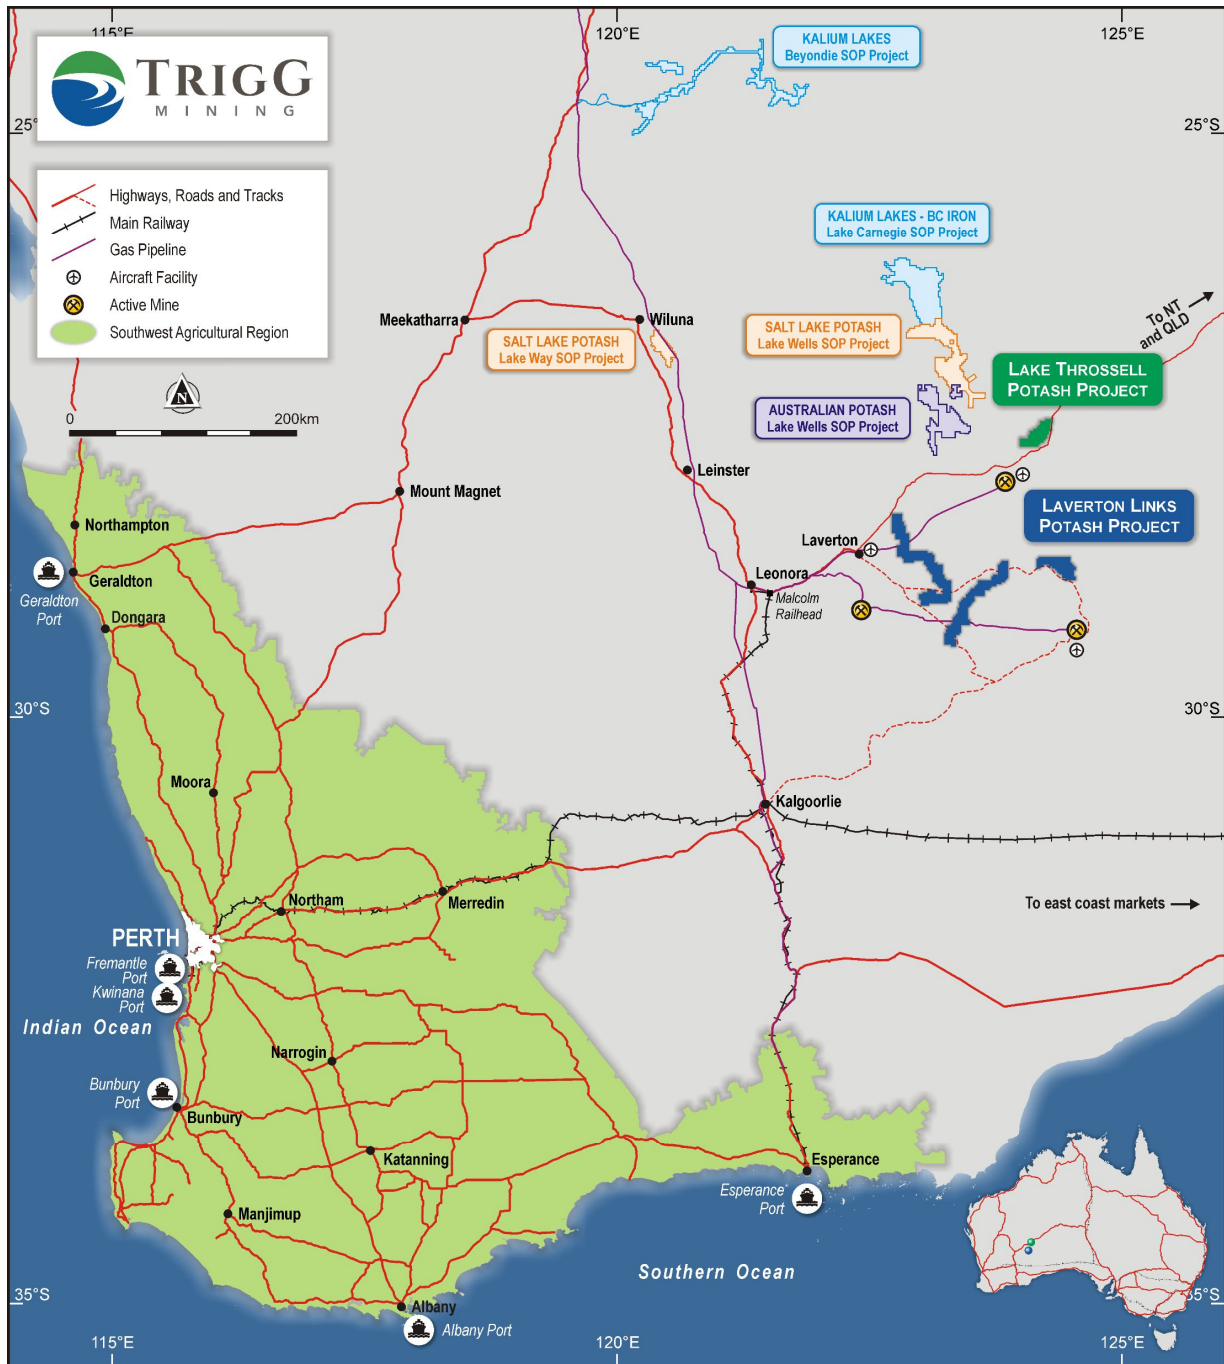 115°E
120°E
125°E
TRIGG
MINING
KALIUM LAKES
Beyondie SOP Project
25°S
25°S
Highways, Roads and Tracks
Main Railway
Gas Pipeline
Aircraft Facility
Active Mine
Southwest Agricultural Region
N
0
200km
KALIUM LAKES - BC IRON
Lake Carnegie SOP Project
To NT
and QLD
Meekatharra
Wiluna
SALT LAKE POTASH
Lake Way SOP Project
SALT LAKE POTASH
Lake Wells SOP Project
LAKE THROSSELL
POTASH PROJECT
AUSTRALIAN POTASH
Lake Wells SOP Project
Leinster
Mount Magnet
LAVERTON LINKS
POTASH PROJECT
Northampton
Laverton
Geraldton
Geraldton
Port
Leonora
Malcolm
Railhead
Dongara
30°S
30°S
Moora
Kalgoorlie
Northam
Merredin
To east coast markets
PERTH
Fremantle
Port
Kwinana
Port
Indian Ocean
Narrogin
Bunbury
Port
Bunbury
Katanning
Esperance
Esperance
Port
Manjimup
Southern Ocean
35°S
35°S
Albany
Albany Port
115°E
120°E
125°E